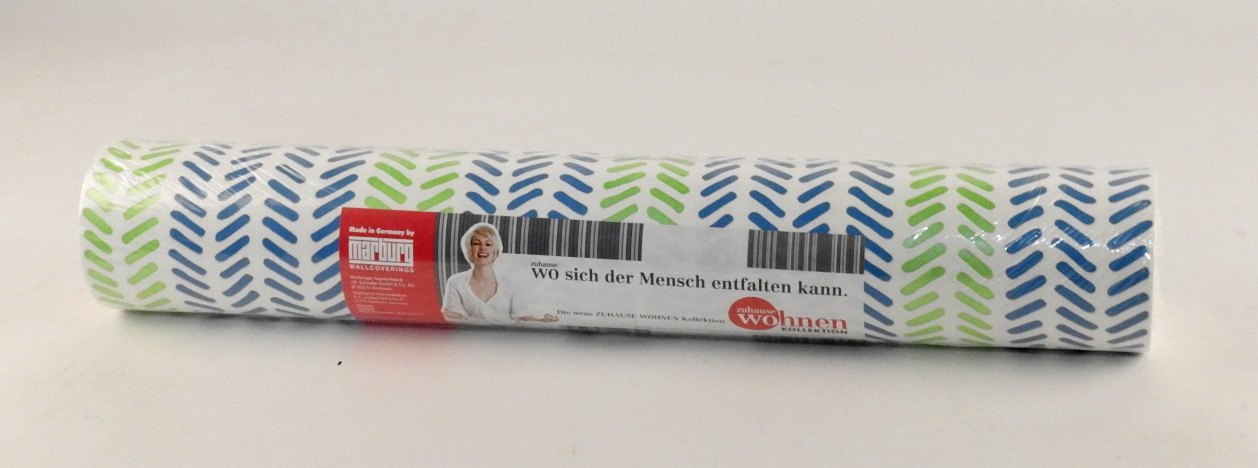 Made in Germany by
marburg
WALLCOVERINGS
zuhause
wo sich der Mensch entfalten kann.
Die neue ZUHAUSE WOHNEN Kollektion
zuhause
wohnen
KOLLEKTION